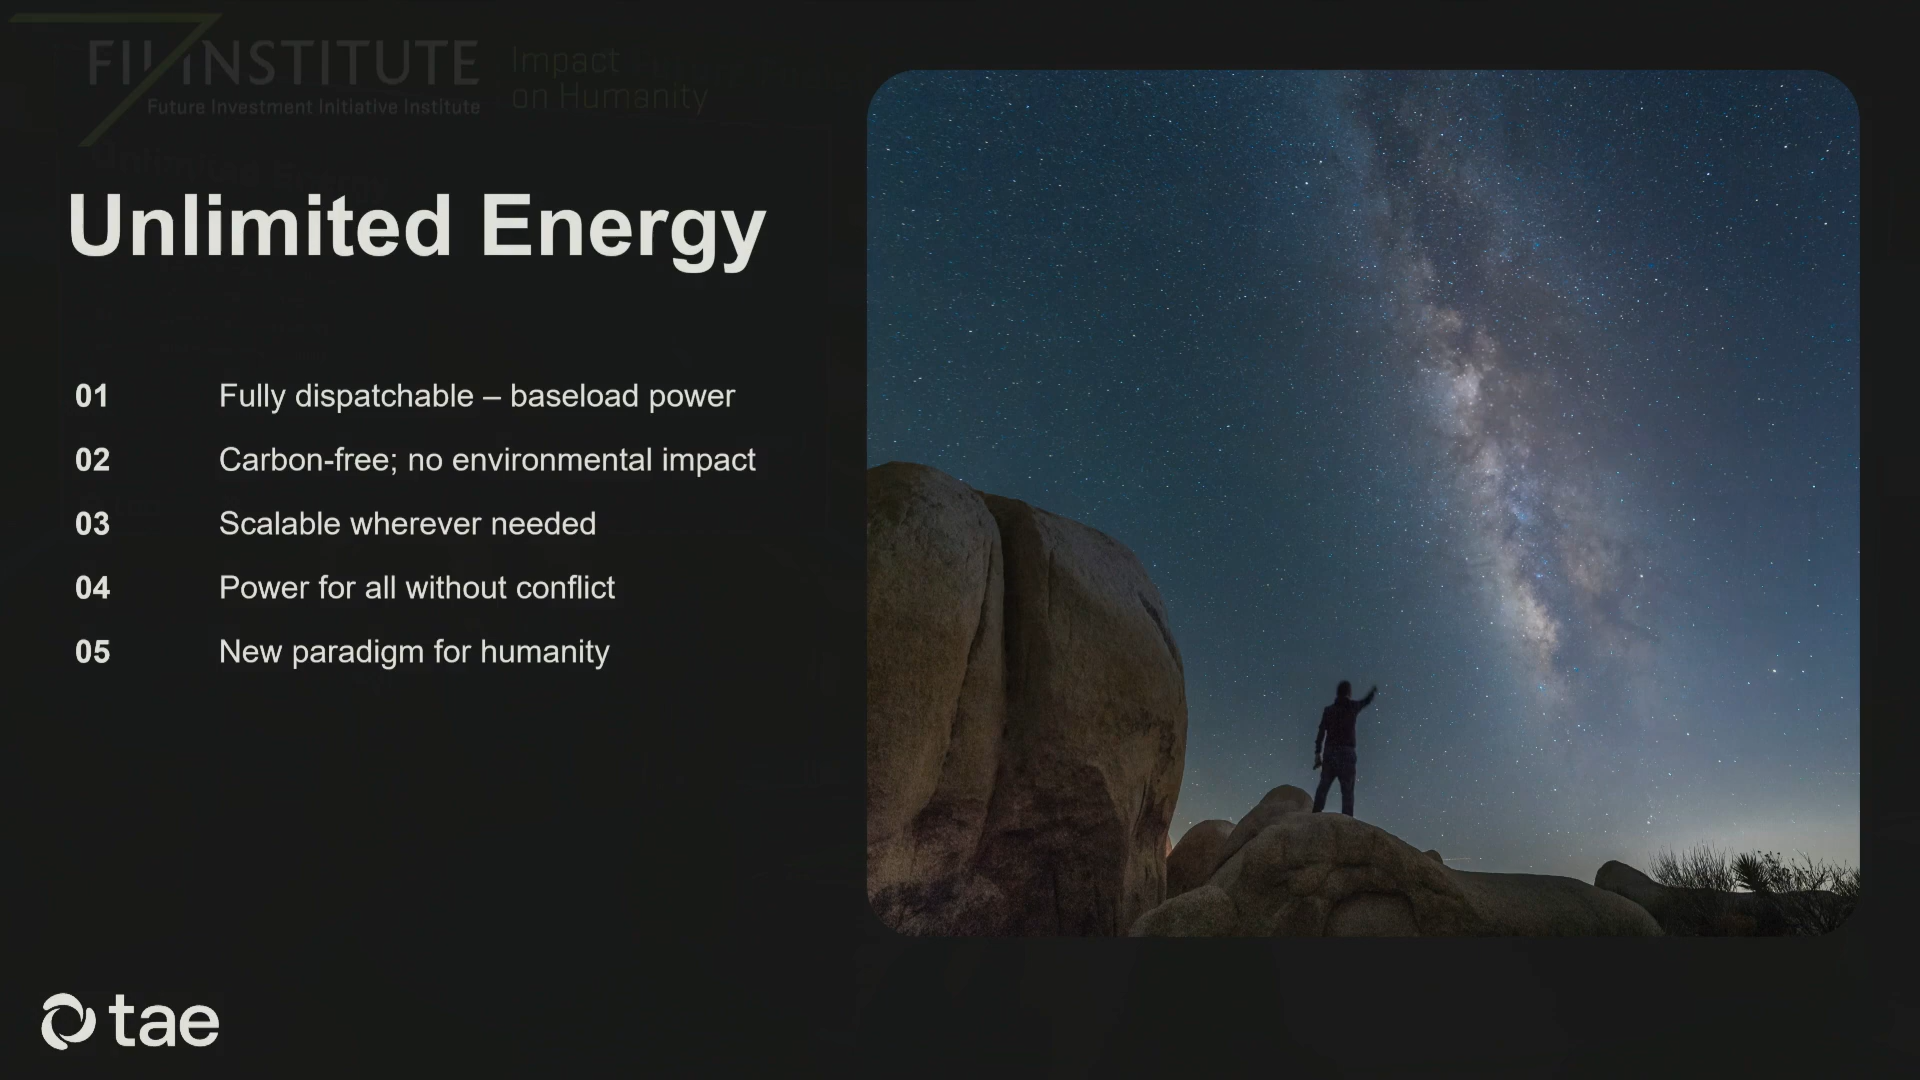 FII INSTITUTE
Future Investment Initiative Institute
Impact
on Humanity
Unlimited Energy
01 Fully dispatchable – baseload power
02 Carbon-free; no environmental impact
03 Scalable wherever needed
04 Power for all without conflict
05 New paradigm for humanity
tae